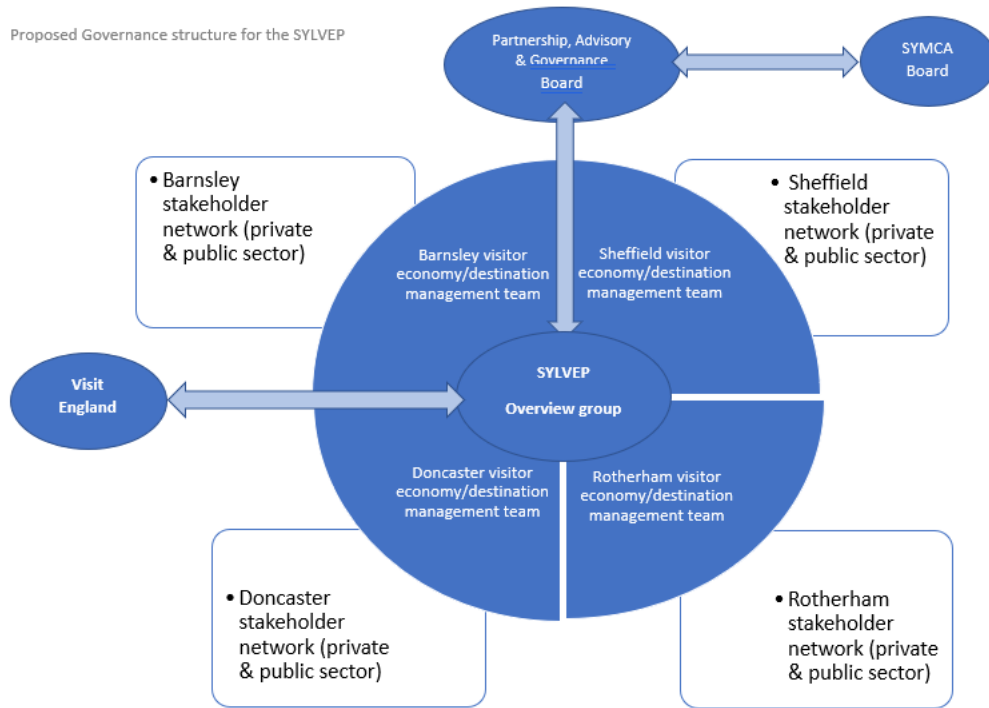 Proposed Governance structure for the SYLVEP
Partnership, Advisory
& Governance
Board
SYMCA
Board
• Barnsley
stakeholder
network (private
& public sector)
• Sheffield
stakeholder
network (private
& public sector)
Barnsley visitor
economy/destination
management team
Sheffield visitor
economy/destination
management team
Visit
England
SYLVEP
Overview group
Doncaster visitor
economy/destination
management team
Rotherham visitor
economy/destination
management team
• Doncaster
stakeholder
network (private
& public sector)
• Rotherham
stakeholder
network (private
& public sector)